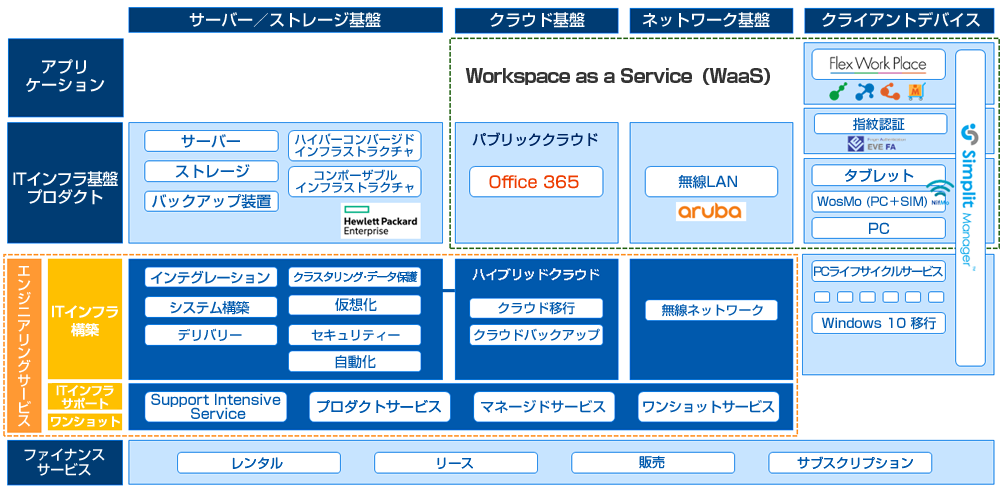 サーバー／ストレージ基盤
クラウド基盤
ネットワーク基盤
クライアントデバイス
アプリ
ケーション
Workspace as a Service（WaaS）
Flex Work Place
M
ITインフラ基盤
プロダクト
サーバー
ストレージ
バックアップ装置
ハイパーコンバージド
インフラストラクチャ
コンポーザブル
インフラストラクチャ
Hewlett Packard
Enterprise
パブリッククラウド
Office 365
無線LAN
aruba
指紋認証
EVE FA
タブレット
WosMo (PC＋SIM)
NitMo
PC
Simplit Manager™
エンジニアリングサービス
ITインフラ
構築
インテグレーション
システム構築
デリバリー
クラスタリング・データ保護
仮想化
セキュリティー
自動化
ハイブリッドクラウド
クラウド移行
クラウドバックアップ
無線ネットワーク
PCライフサイクルサービス
Windows 10 移行
ITインフラ
サポート
ワンショット
Support Intensive
Service
プロダクトサービス
マネージドサービス
ワンショットサービス
ファイナンス
サービス
レンタル
リース
販売
サブスクリプション